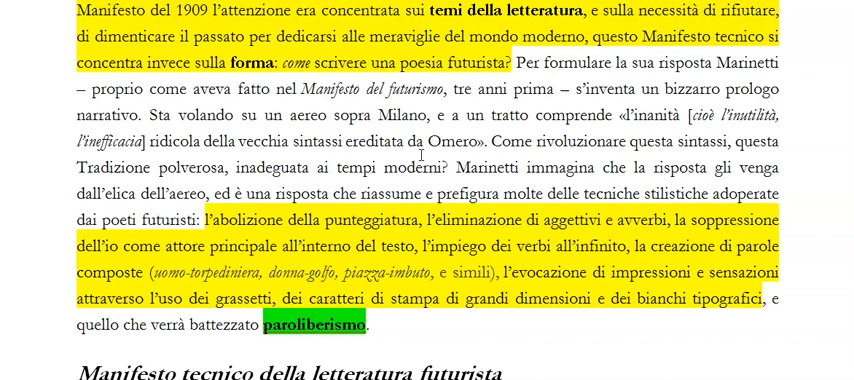 Manifesto del 1909 l'attenzione era concentrata sui temi della letteratura, e sulla necessità di rifiutare,
di dimenticare il passato per dedicarsi alle meraviglie del mondo moderno, questo Manifesto tecnico si
concentra invece sulla forma: come scrivere una poesia futurista? Per formulare la sua risposta Marinetti
– proprio come aveva fatto nel Manifesto del futurismo, tre anni prima – s'inventa un bizzarro prologo
narrativo. Sta volando su un aereo sopra Milano, e a un tratto comprende «l'inanità [cioè l'inutilità,
l'inefficacia] ridicola della vecchia sintassi ereditata da Omero». Come rivoluzionare questa sintassi, questa
Tradizione polverosa, inadeguata ai tempi moderni? Marinetti immagina che la risposta gli venga
dall'elica dell'aereo, ed è una risposta che riassume e prefigura molte delle tecniche stilistiche adoperate
dai poeti futuristi: l'abolizione della punteggiatura, l'eliminazione di aggettivi e avverbi, la soppressione
dell'io come attore principale all'interno del testo, l'impiego dei verbi all'infinito, la creazione di parole
composte (uomo-torpediniera, donna-golfo, piazza-imbuto, e simili), l'evocazione di impressioni e sensazioni
attraverso l'uso dei grassetti, dei caratteri di stampa di grandi dimensioni e dei bianchi tipografici, e
quello che verrà battezzato paroliberismo.
Manifesto tecnico della letteratura futurista